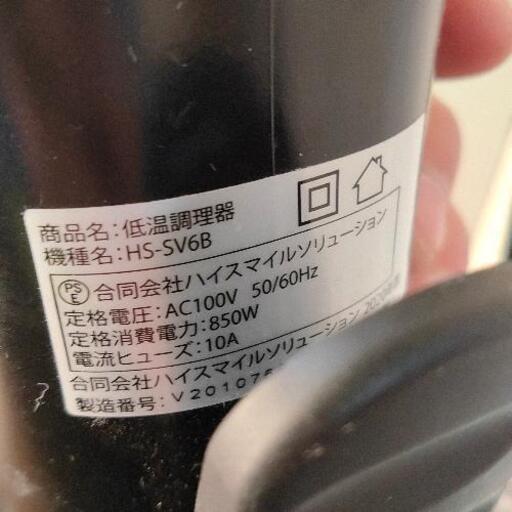 商品名：低温調理器
機種名：HS-SV6B
PSE 合同会社ハイスマイルソリューション
定格電圧：AC100V 50/60Hz
定格消費電力：850W
電流ヒューズ：10A
合同会社ハイスマイルソリューション 2020
製造番号：V201076